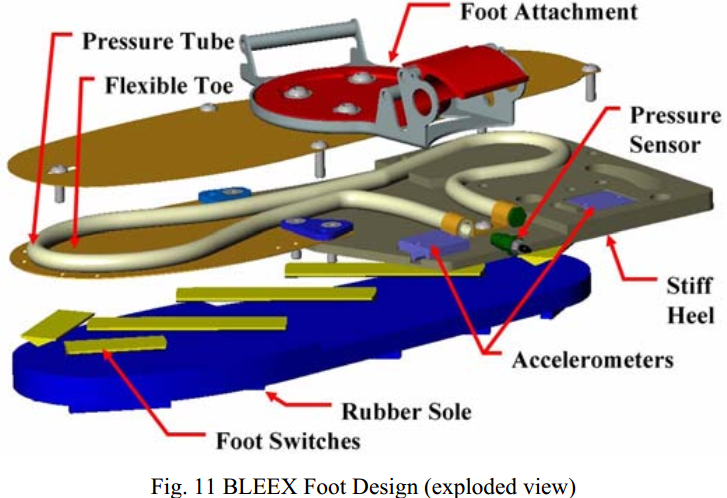 Foot Attachment
Pressure Tube
Flexible Toe
Pressure
Sensor
Stiff
Heel
Accelerometers
Rubber Sole
Foot Switches
Fig. 11 BLEEX Foot Design (exploded view)